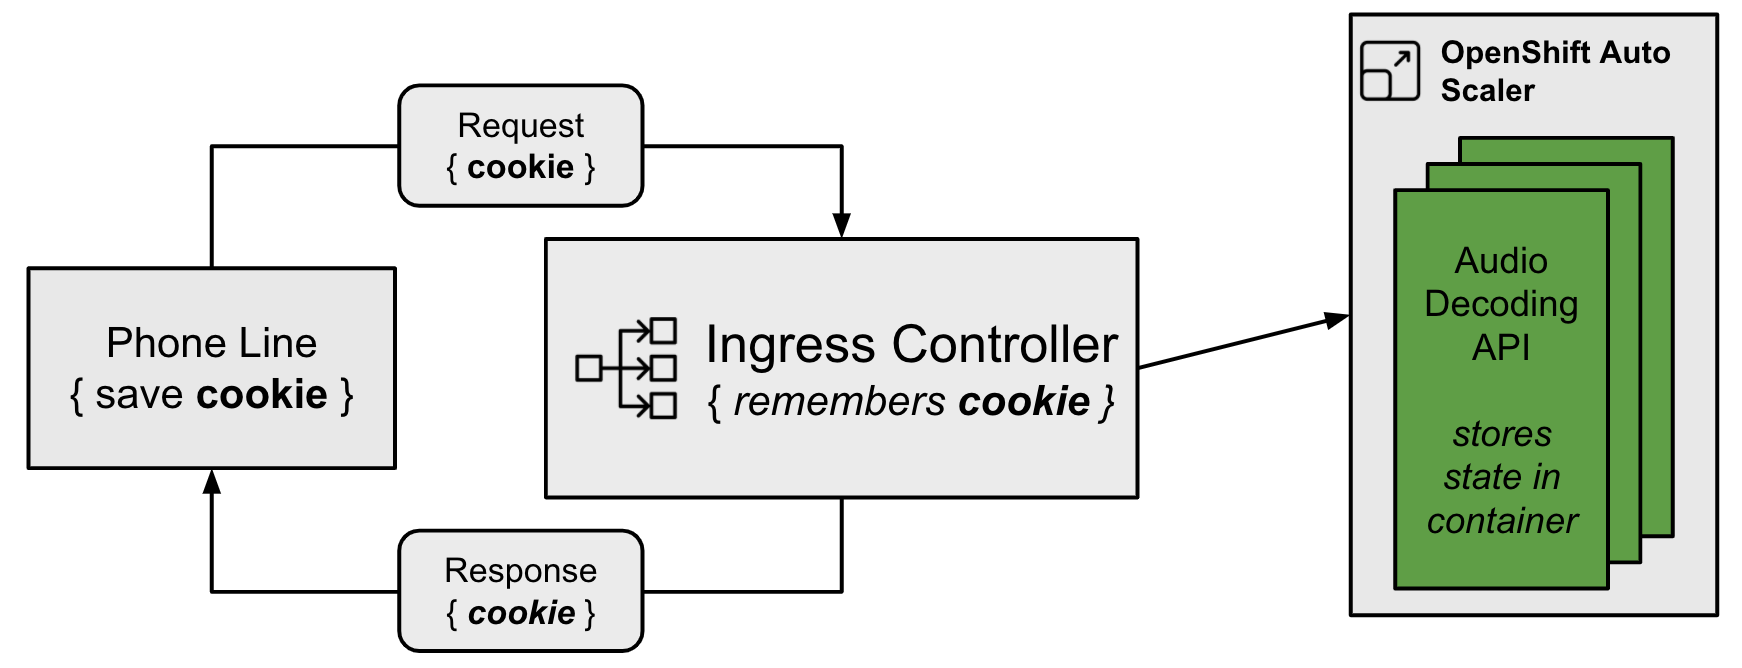 OpenShift Auto
Scaler
Request
{ cookie }
Phone Line
{ save cookie }
Ingress Controller
{ remembers cookie }
Audio
Decoding
API
stores
state in
container
Response
{ cookie }